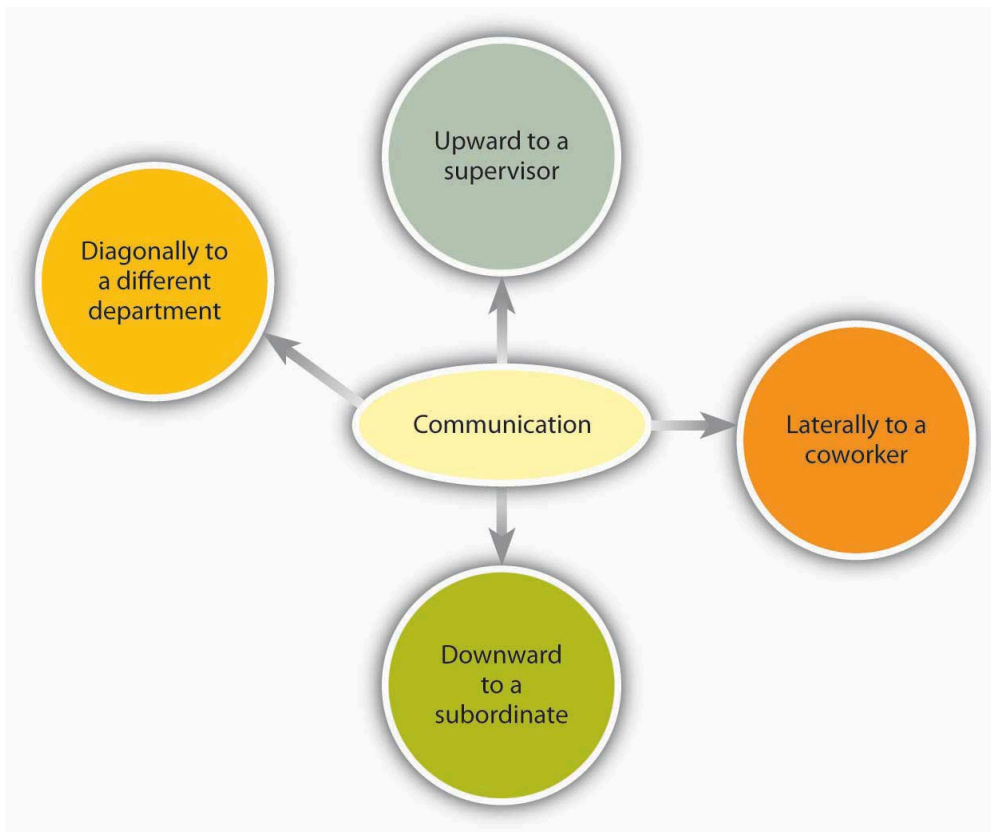 Upward to a
supervisor
Diagonally to
a different
department
Communication
Laterally to a
coworker
Downward
to a
subordinate